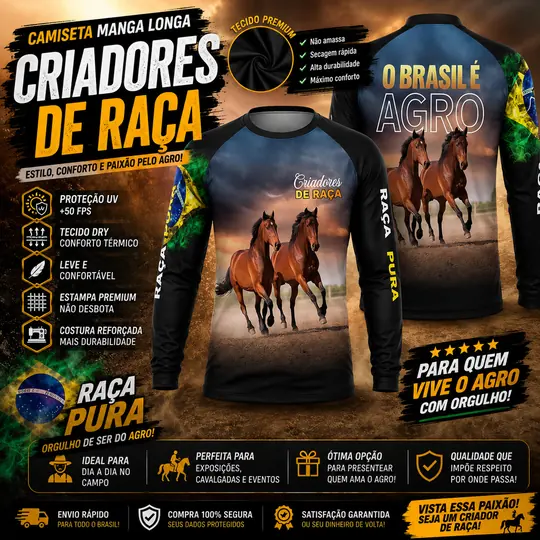 CAMISETA MANGA LONGA
CRIADORES
DE RAÇA
ESTILO, CONFORTO E PAIXÃO PELO AGRO!
TECIDO PREMIUM
Não amassa
Secagem rápida
Alta durabilidade
Máximo conforto
PROTEÇÃO UV
+50 FPS
TECIDO DRY
CONFORTO TÉRMICO
LEVE E
CONFORTÁVEL
ESTAMPA PREMIUM
NÃO DESBOTA
COSTURA REFORÇADA
MAIS DURABILIDADE
Criadores
DE RAÇA
RAÇA
RAÇA
PURA
O BRASIL É
AGRO
RAÇA
PURA
ORGULHO DE SER DO AGRO!
★★★★★
PARA QUEM
VIVE O AGRO
COM ORGULHO!
IDEAL PARA
DIA A DIA NO
CAMPO
PERFEITA PARA
EXPOSIÇÕES,
CAVALGADAS E EVENTOS
ÓTIMA OPÇÃO
PARA PRESENTEAR
QUEM AMA O AGRO!
QUALIDADE QUE
IMPÕE RESPEITO
POR ONDE PASSA!
ENVIO RÁPIDO
PARA TODO O BRASIL!
COMPRA 100% SEGURA
SEUS DADOS PROTEGIDOS
SATISFAÇÃO GARANTIDA
OU SEU DINHEIRO DE VOLTA!
VISTA ESSA PAIXÃO!
SEJA UM CRIADOR
DE RAÇA!